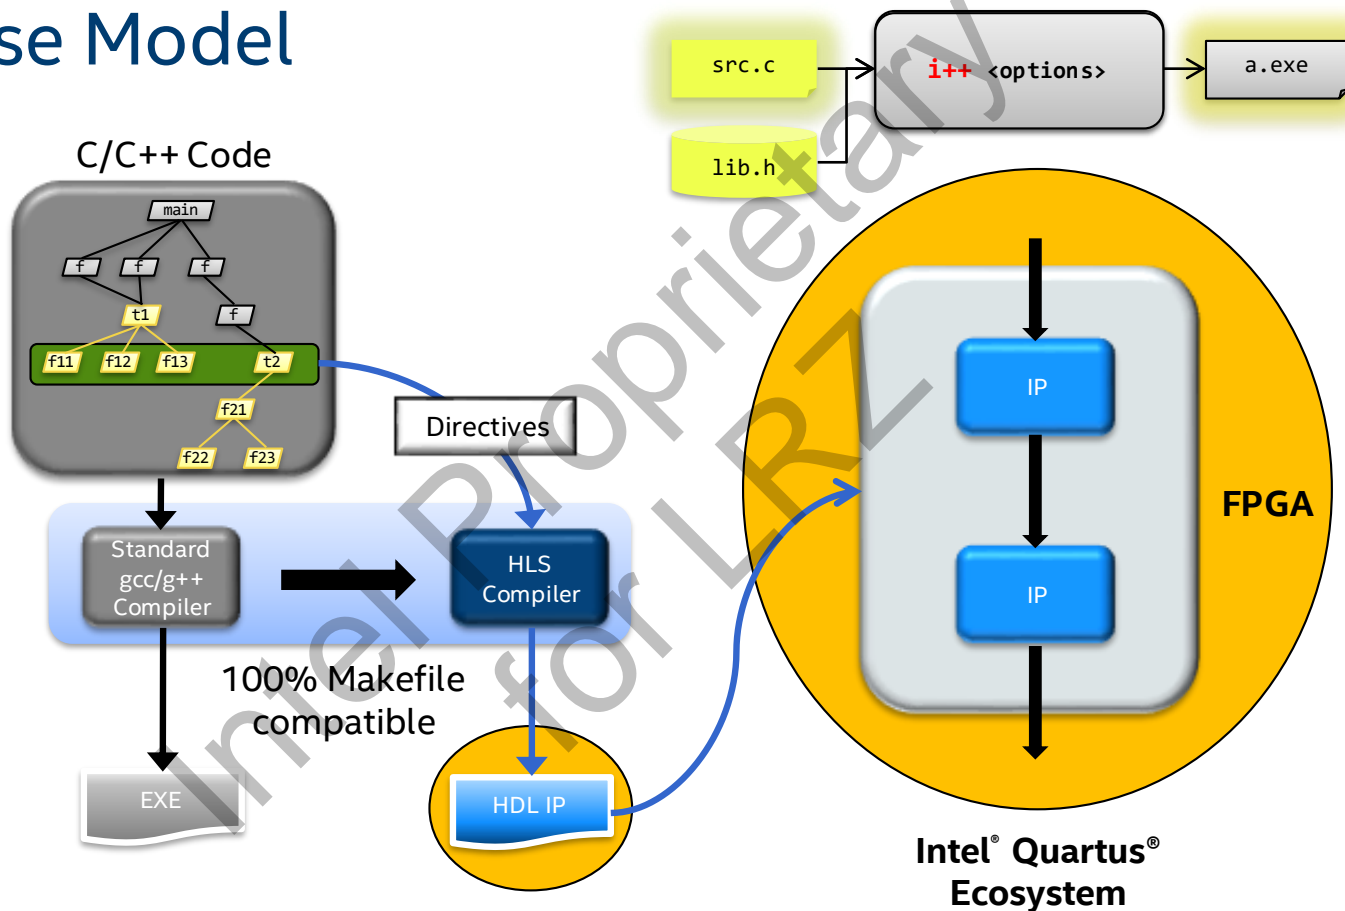 se Model
src.c
i++ <options>
a.exe
lib.h
C/C++ Code
main
f
f
f
t1
f
f11
f12
f13
t2
f21
f22
f23
Directives
Standard
gcc/g++
Compiler
HLS
Compiler
100% Makefile
compatible
EXE
HDL IP
IP
IP
FPGA
Intel® Quartus®
Ecosystem
Intel Proprietary
for LRZ